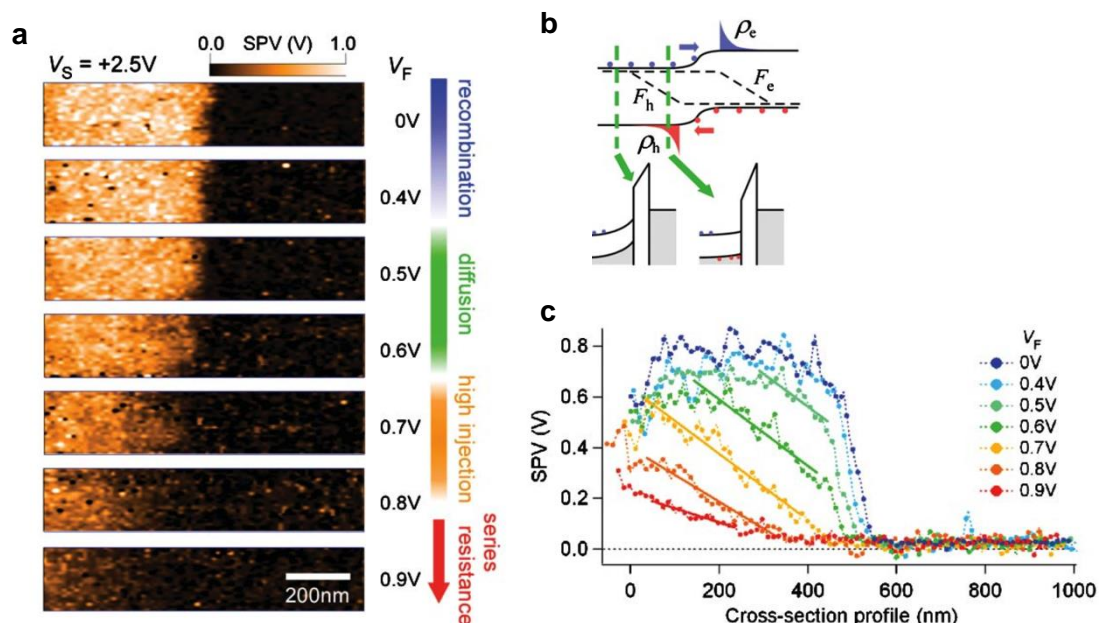 a
0.0 SPV (V) 1.0
V_S = +2.5V
V_F
0V
0.4V
0.5V
0.6V
0.7V
0.8V
0.9V
200nm
recombination
diffusion
high injection
series
resistance
b
ρe
Fe
Fh
ρh
c
V_F
0V
0.4V
0.5V
0.6V
0.7V
0.8V
0.9V
SPV (V)
0.8
0.6
0.4
0.2
0.0
0 200 400 600 800 1000
Cross-section profile (nm)